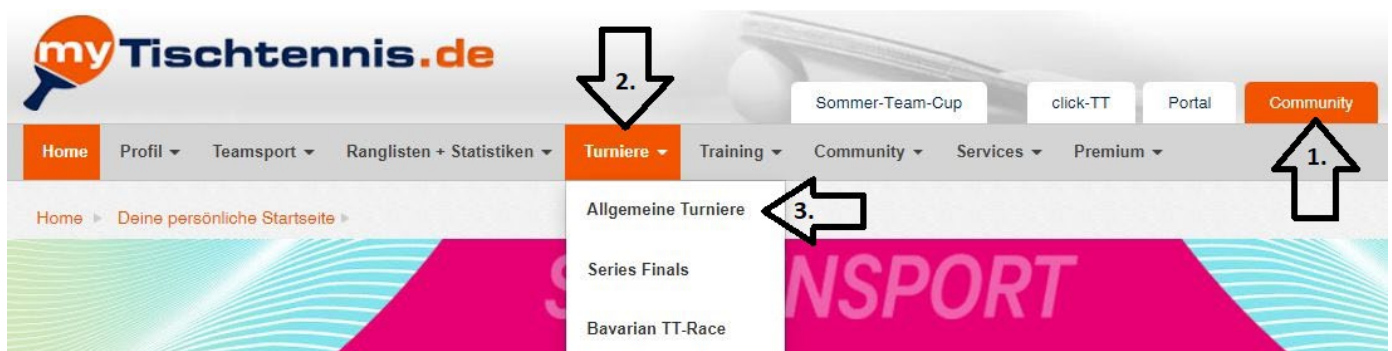 myTischtennis.de
2.
Sommer-Team-Cup click-TT Portal Community
Home Profil Teamsport Ranglisten + Statistiken Turniere Training Community Services Premium
1.
Allgemeine Turniere
3.
Home Deine persönliche Startseite
Series Finals
NSPORT
Bavarian TT-Race